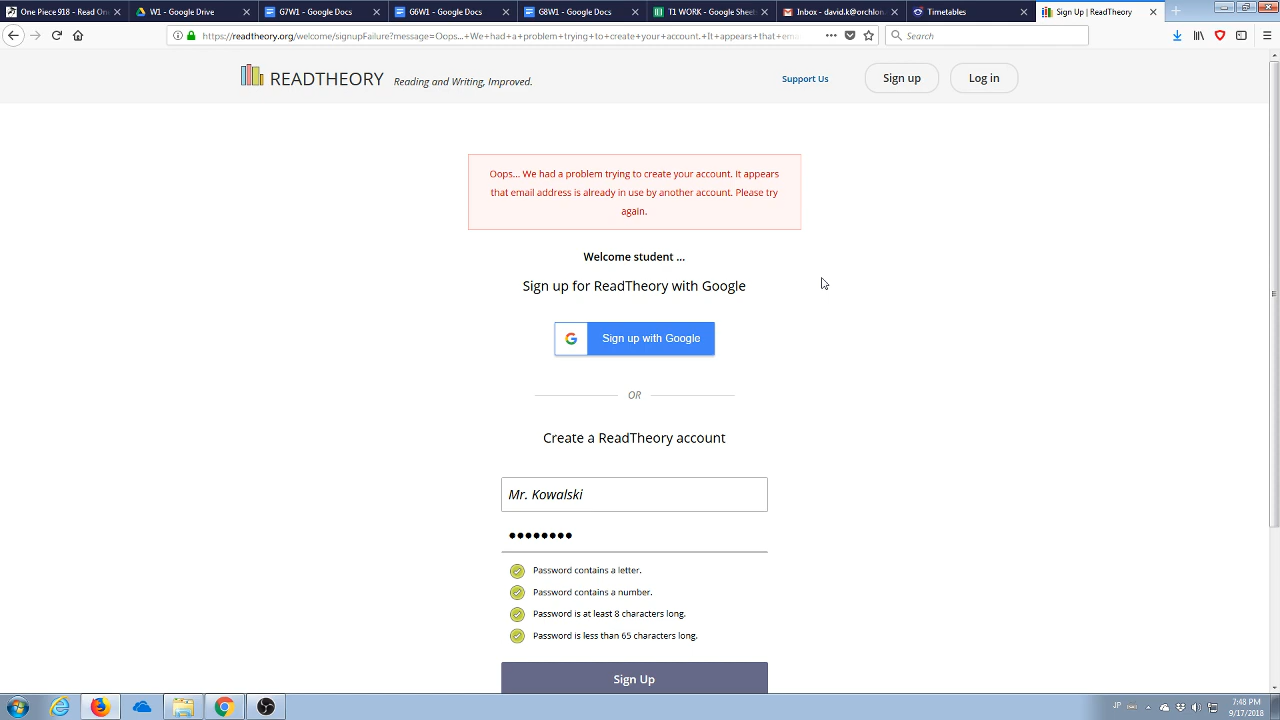 One Piece 918 - Read One
W1 - Google Drive
G7W1 - Google Docs
G6W1 - Google Docs
G8W1 - Google Docs
T1 WORK - Google Sheet
Inbox - david.k@orchlon
Timetables
Sign Up | ReadTheory
https://readtheory.org/welcome/signupFailure?message=Oops...+We+had+a+problem+trying+to+create+your+account.+It+appears+that+ema
Search
READTHEORY Reading and Writing, Improved.
Support Us
Sign up
Log in
Oops... We had a problem trying to create your account. It appears
that email address is already in use by another account. Please try
again.
Welcome student ...
Sign up for ReadTheory with Google
Sign up with Google
OR
Create a ReadTheory account
Mr. Kowalski
••••••••
Password contains a letter.
Password contains a number.
Password is at least 8 characters long.
Password is less than 65 characters long.
Sign Up
JP
7:48 PM
9/17/2018